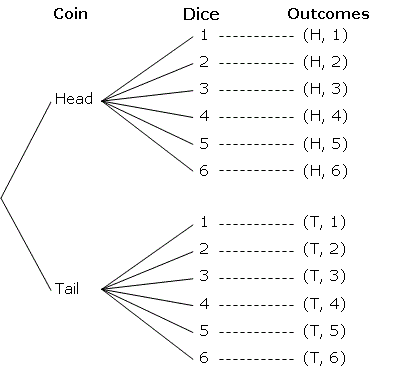 Coin Dice Outcomes
1 ---------- (H, 1)
2 ---------- (H, 2)
Head 3 ---------- (H, 3)
4 ---------- (H, 4)
5 ---------- (H, 5)
6 ---------- (H, 6)
1 ---------- (T, 1)
2 ---------- (T, 2)
3 ---------- (T, 3)
Tail 4 ---------- (T, 4)
5 ---------- (T, 5)
6 ---------- (T, 6)